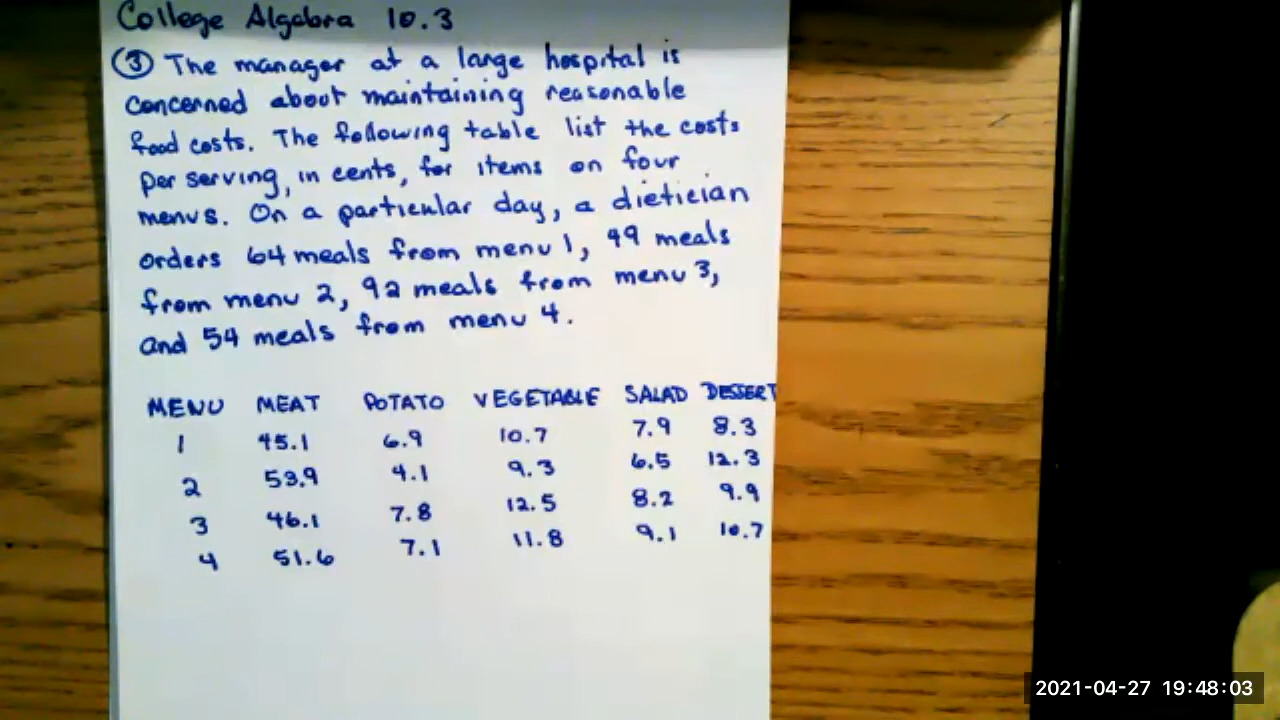 College Algebra 10.3
③ The manager at a large hospital is
concerned about maintaining reasonable
food costs. The following table list the costs
per serving, in cents, for items on four
menus. On a particular day, a dietician
orders 64 meals from menu 1, 49 meals
from menu 2, 92 meals from menu 3,
and 54 meals from menu 4.
MENU MEAT POTATO VEGETABLE SALAD DESSERT
1 45.1 6.9 10.7 7.9 8.3
2 53.9 4.1 9.3 6.5 12.3
3 46.1 7.8 12.5 8.2 9.9
4 51.6 7.1 11.8 9.1 10.7
2021-04-27 19:48:03